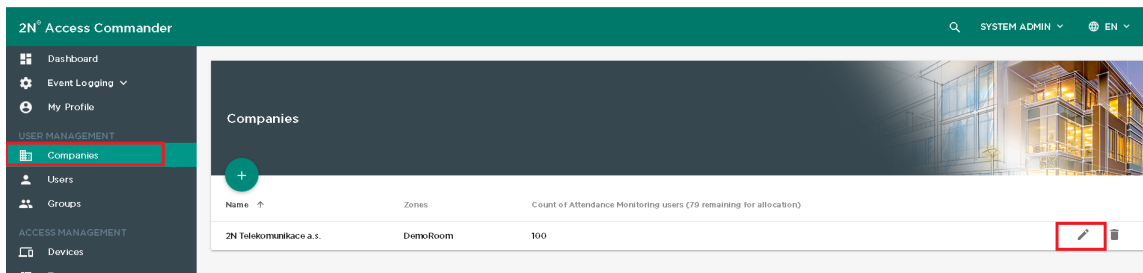 2N® Access Commander
SYSTEM ADMIN
EN
Dashboard
Event Logging
My Profile
USER MANAGEMENT
Companies
Users
Groups
ACCESS MANAGEMENT
Devices
Companies
Name
Zones
Count of Attendance Monitoring users (79 remaining for allocation)
2N Telekomunikace a.s.
DemoRoom
100